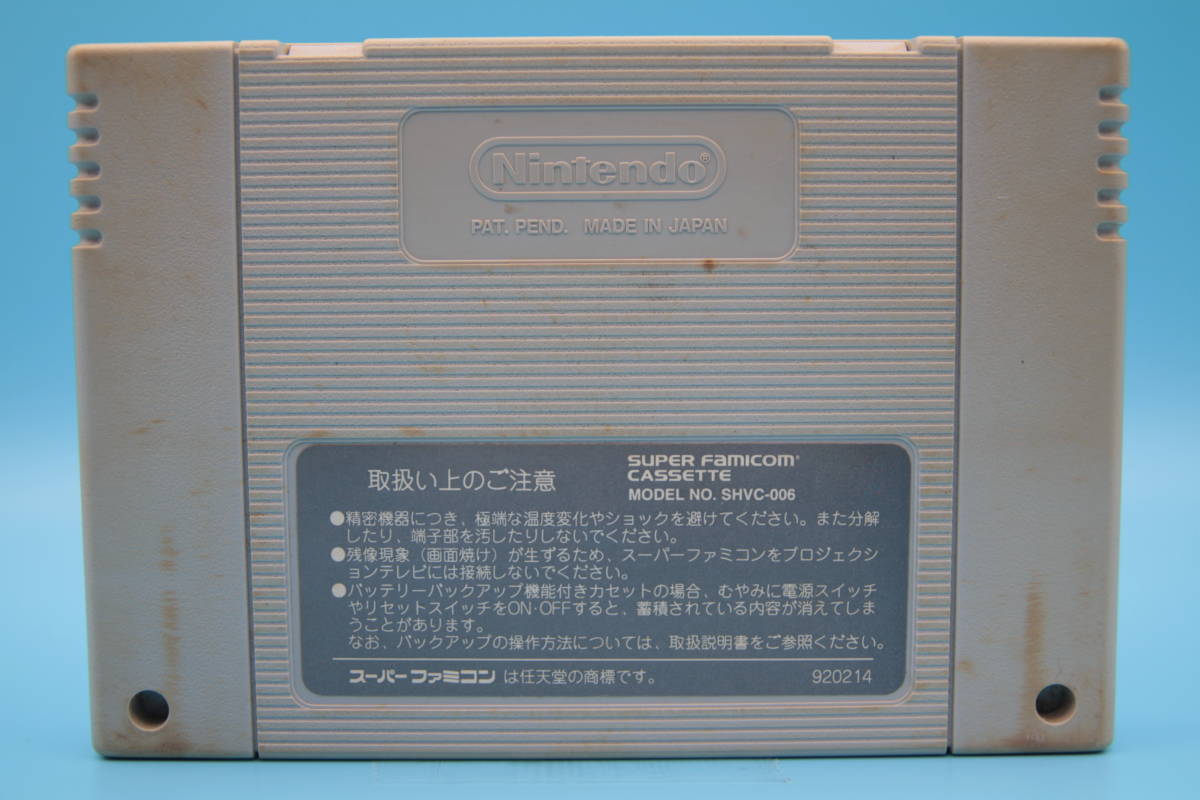 Nintendo®
PAT. PEND. MADE IN JAPAN
取扱い上のご注意
SUPER FAMICOM®
CASSETTE
MODEL NO. SHVC-006
●精密機器につき、極端な温度変化やショックを避けてください。また分解
したり、端子部を汚したりしないでください。
●残像現象（画面焼け）が生ずるため、スーパーファミコンをプロジェクシ
ョンテレビには接続しないでください。
●バッテリーバックアップ機能付きカセットの場合、むやみに電源スイッチ
やリセットスイッチをON・OFFすると、蓄積されている内容が消えてしま
うことがあります。
なお、バックアップの操作方法については、取扱説明書をご参照ください。
スーパーファミコンは任天堂の商標です。 920214